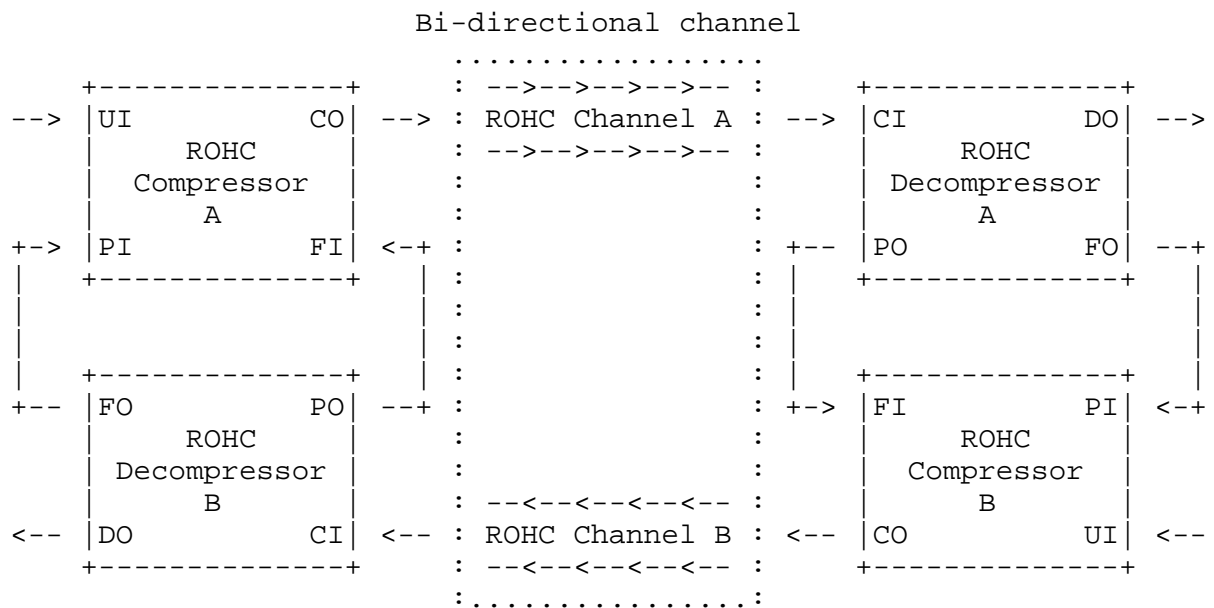 Bi-directional channel
                              ..................
     +--------------+     : -->-->-->-->-- :     +--------------+
--> |UI          CO| --> : ROHC Channel A : --> |CI          DO| -->
     |     ROHC     |     : -->-->-->-->-- :     |     ROHC     |
     |  Compressor  |     :                :     | Decompressor |
     |      A       |     :                :     |      A       |
+-> |PI          FI| <-+ :                : +-- |PO          FO| --+
|    +--------------+   | :                : |   +--------------+   |
|                       | :                : |                      |
|                       | :                : |                      |
|    +--------------+   | :                : |   +--------------+   |
+-- |FO          PO| --+ :                : +-> |FI          PI| <-+
     |     ROHC     |     :                :     |     ROHC     |
     | Decompressor |     :                :     |  Compressor  |
     |      B       |     : --<--<--<--<-- :     |      B       |
<-- |DO          CI| <-- : ROHC Channel B : <-- |CO          UI| <--
     +--------------+     : --<--<--<--<-- :     +--------------+
                          :................: